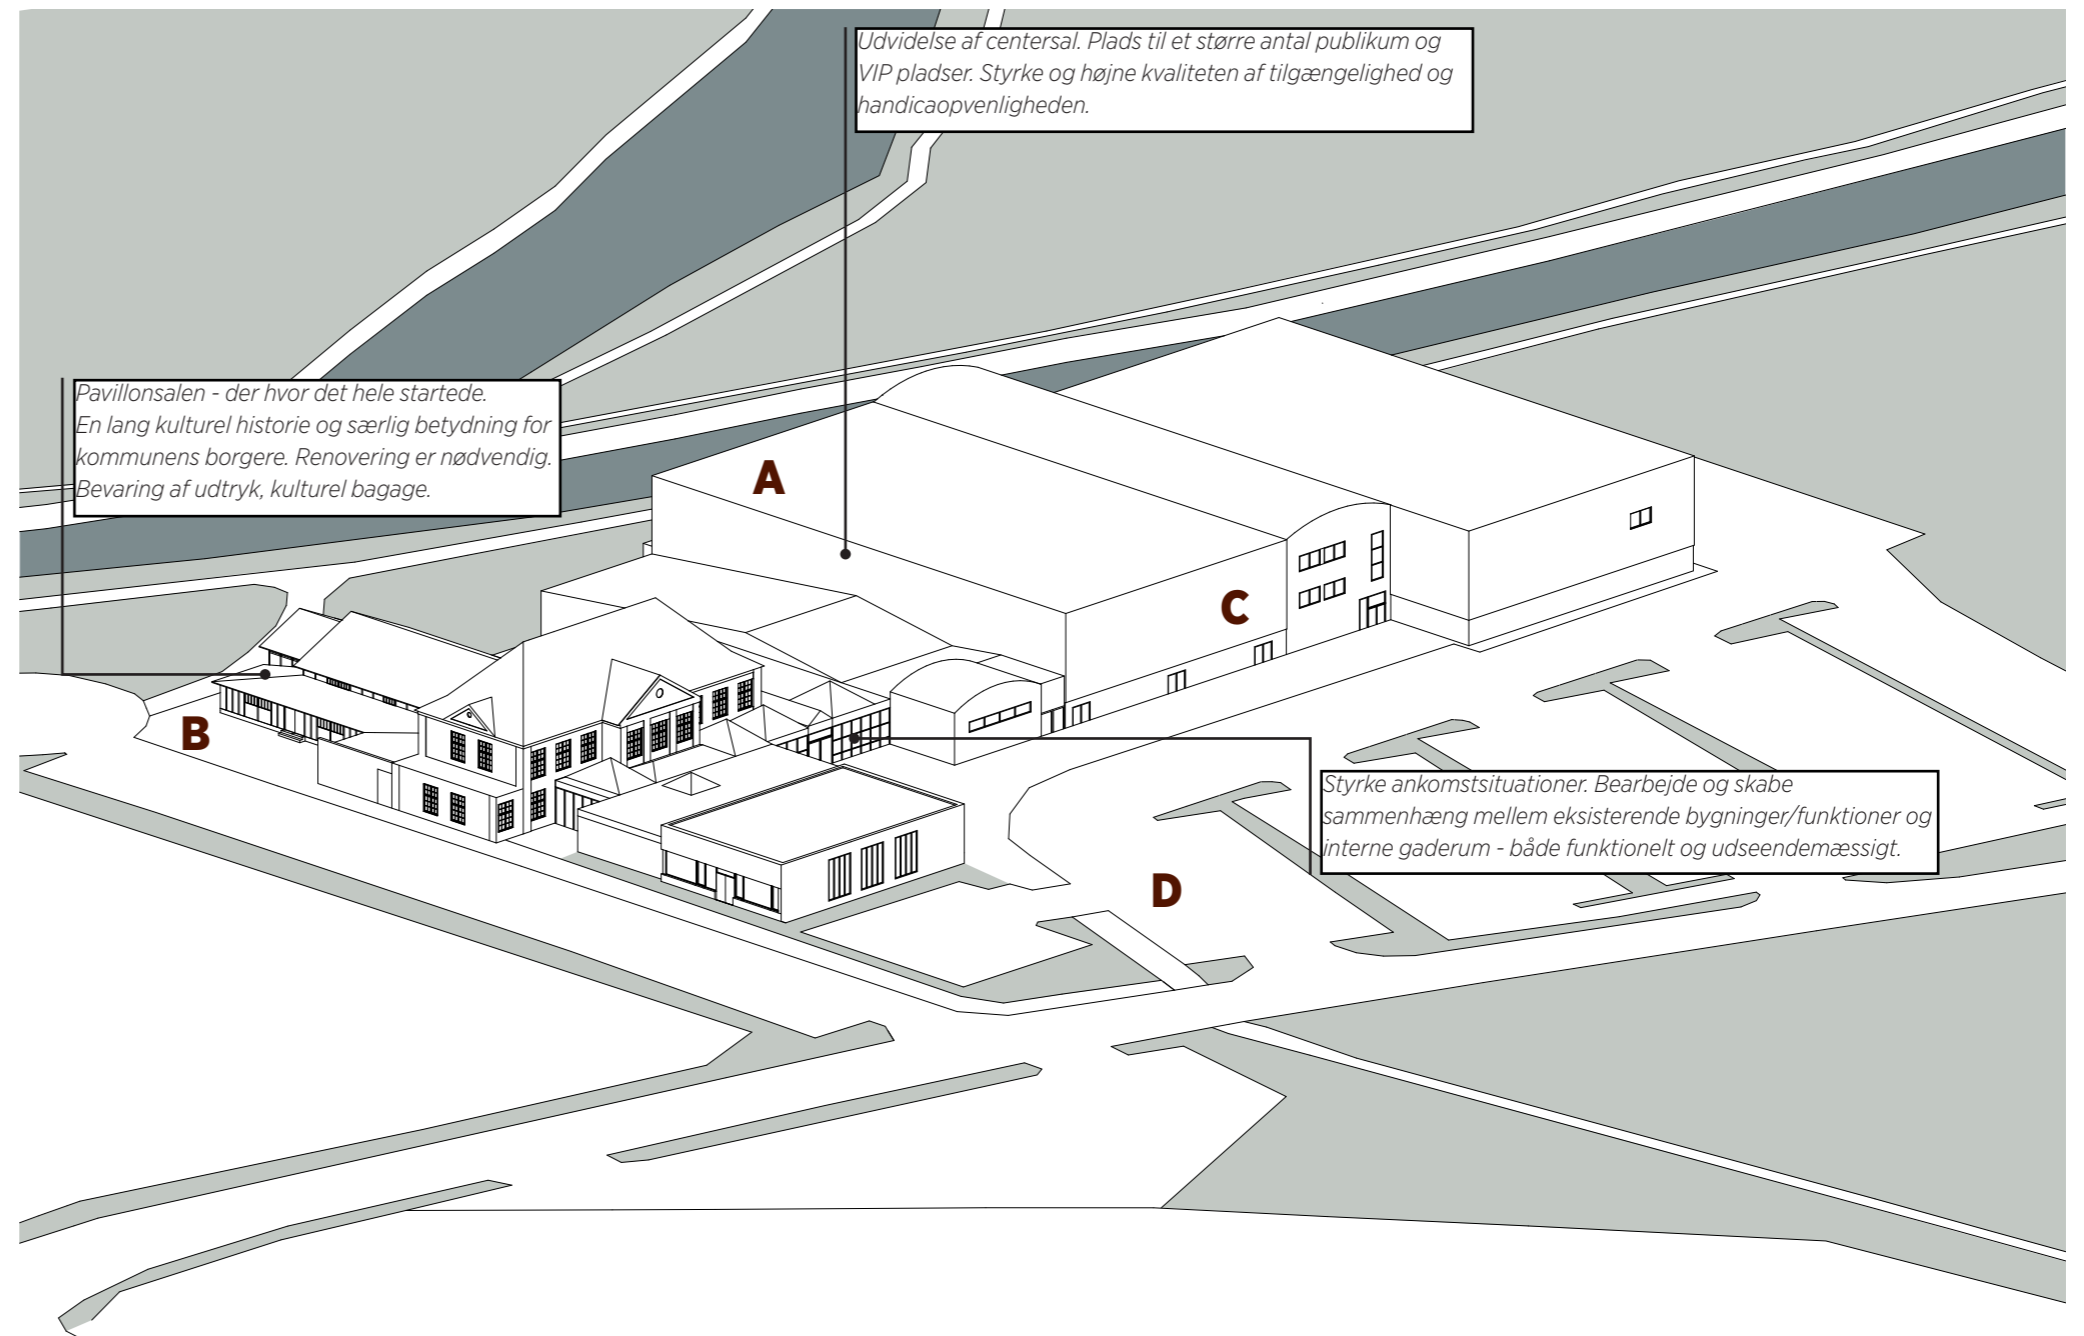 Udvidelse af centersal. Plads til et større antal publikum og
VIP pladser. Styrke og højne kvaliteten af tilgængelighed og
handicaopvenligheden.
Pavillonsalen - der hvor det hele startede.
En lang kulturel historie og særlig betydning for
kommunens borgere. Renovering er nødvendig.
Bevaring af udtryk, kulturel bagage.
A
C
B
Styrke ankomstsituationer. Bearbejde og skabe
sammenhæng mellem eksisterende bygninger/funktioner og
interne gaderum - både funktionelt og udseendemæssigt.
D